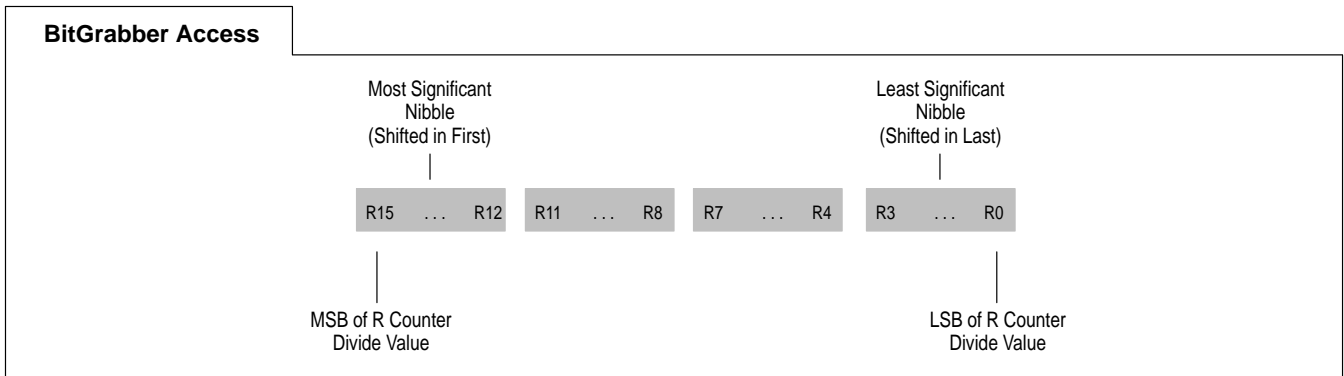 BitGrabber Access
Most Significant
Nibble
(Shifted in First)
Least Significant
Nibble
(Shifted in Last)
R15 . . . R12 R11 . . . R8 R7 . . . R4 R3 . . . R0
MSB of R Counter
Divide Value
LSB of R Counter
Divide Value